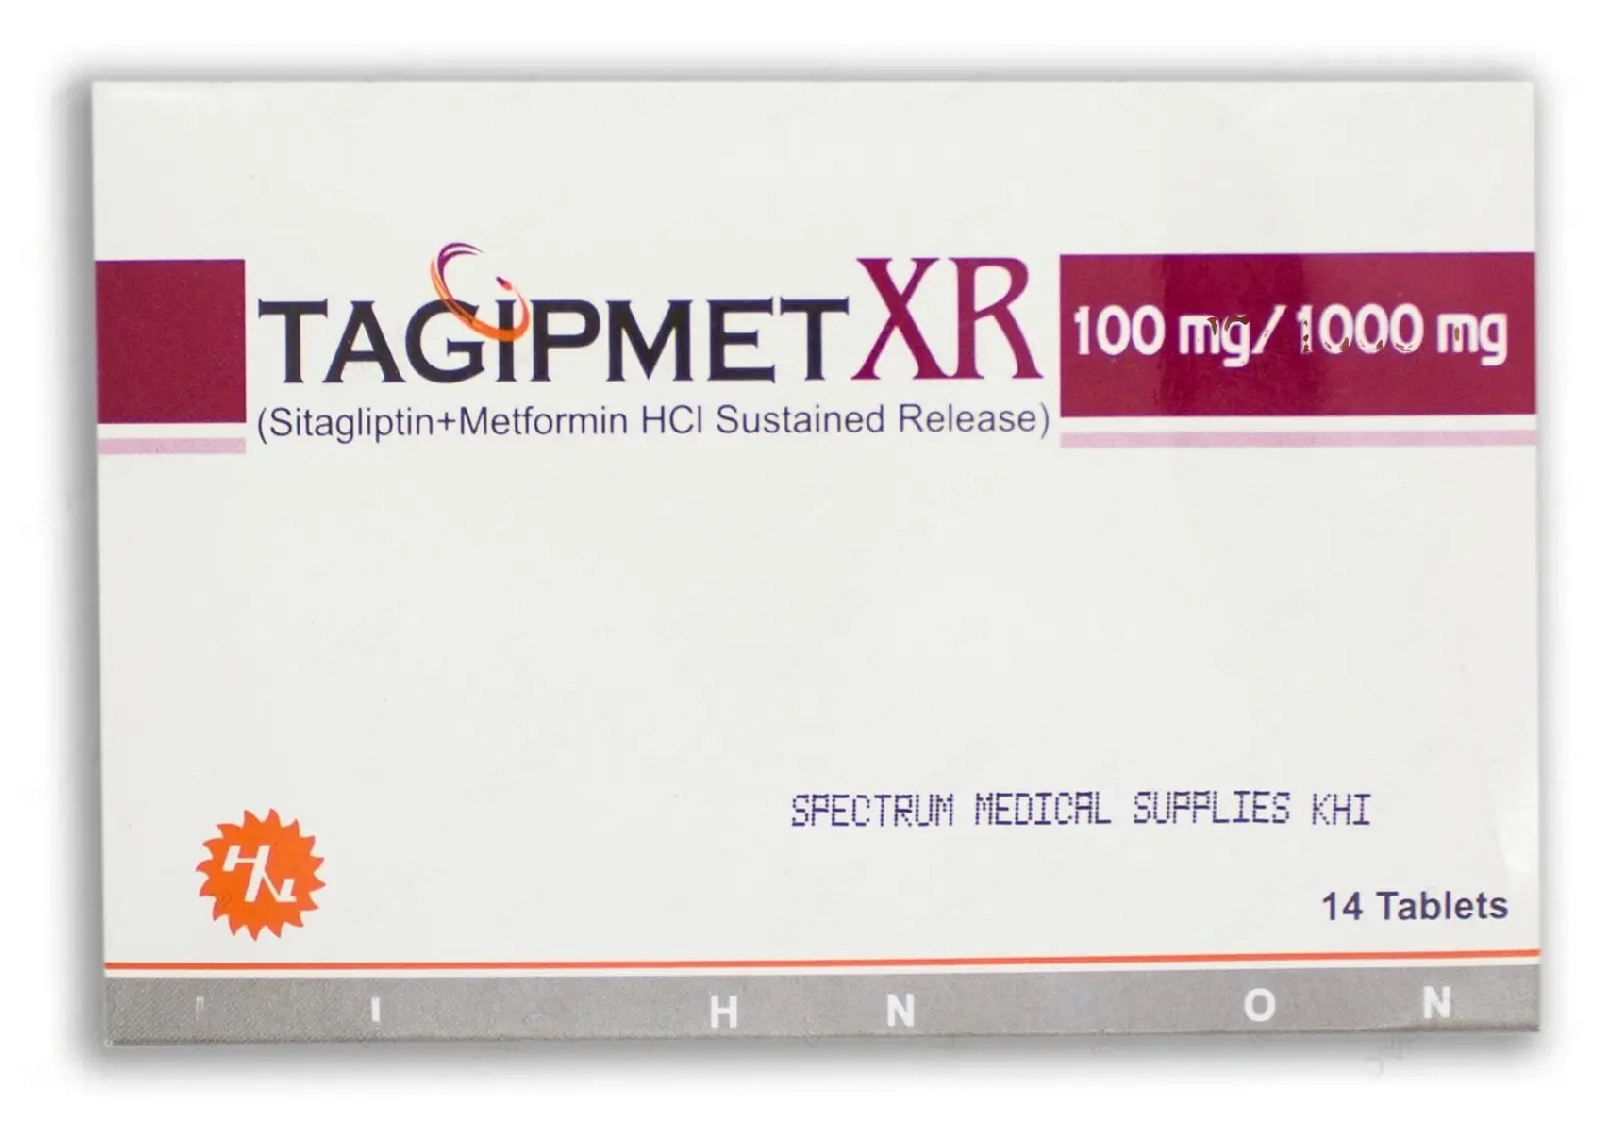 TAGIPMET XR 100 mg/1000 mg
(Sitagliptin+Metformin HCl Sustained Release)
SPECTRUM MEDICAL SUPPLIES KHI
14 Tablets
H N O N